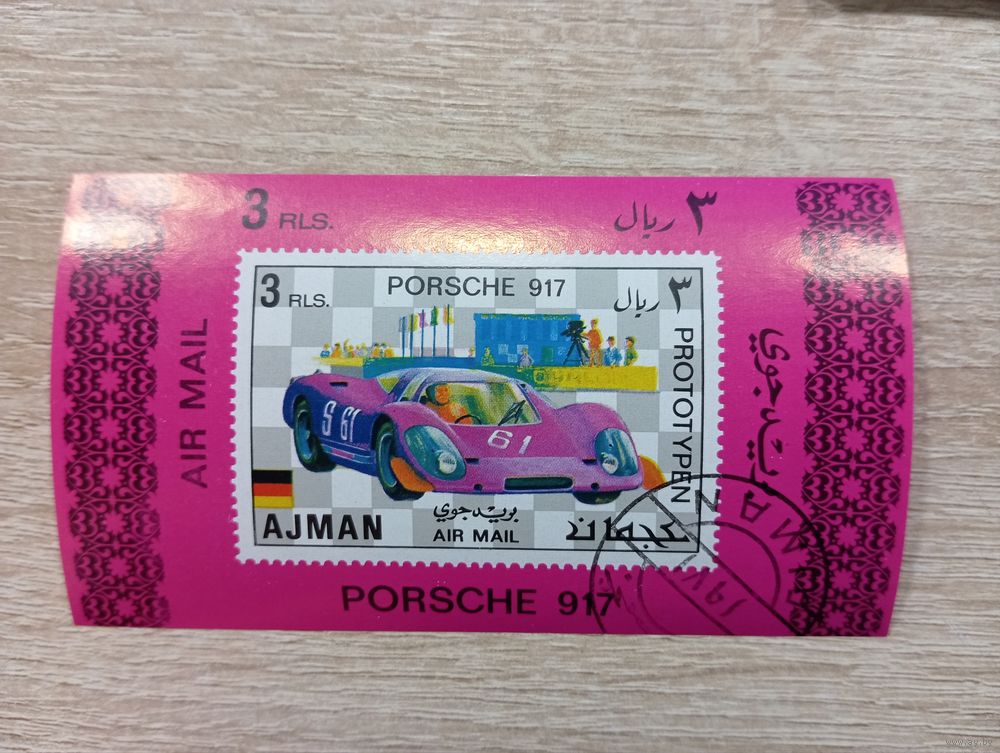 3 RLS.
٣ ريال
AIR MAIL
بريد جوي
PORSCHE 917
3 RLS.
٣ ريال
PROTOTYPEN
S 61
61
AJMAN
بريد جوي
AIR MAIL
PORSCHE 917